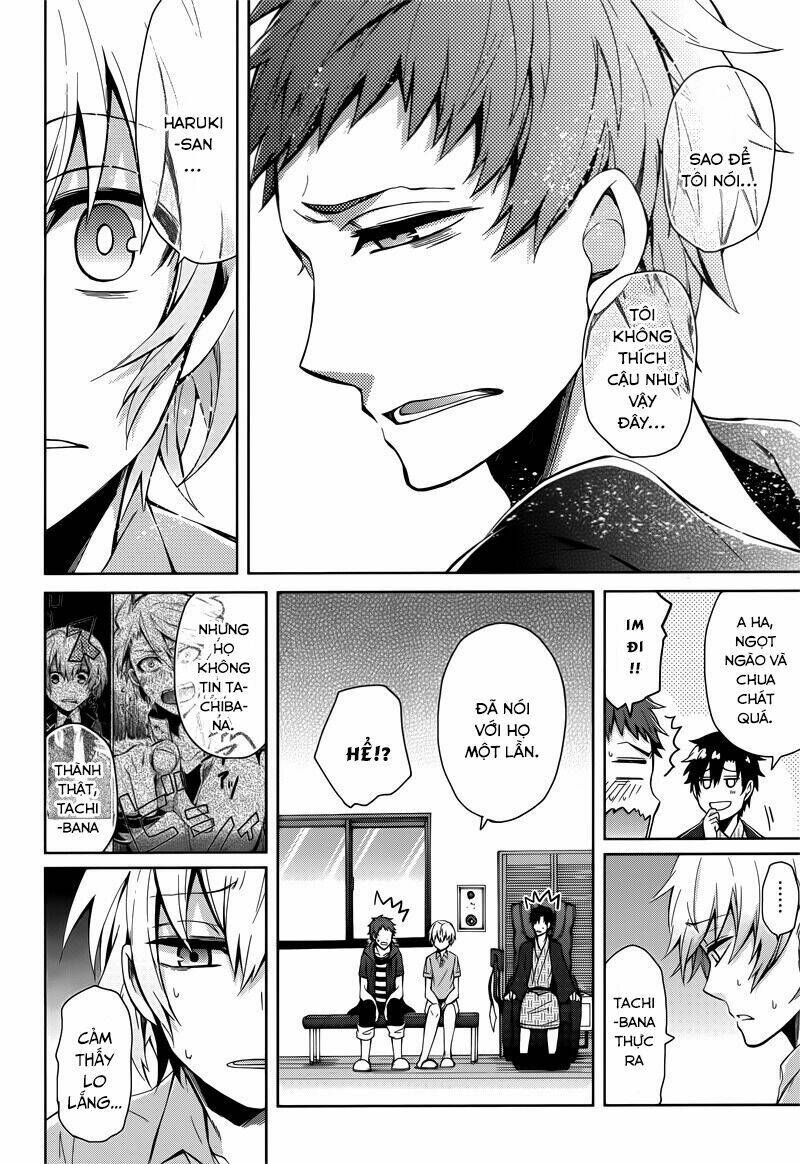 SAO ĐỂ
TÔI NÓI...
TÔI
KHÔNG
THÍCH
CẬU NHƯ
VẬY
ĐÂY...
HARUKI
-SAN
...
A HA,
NGỌT
NGÀO VÀ
CHUA
CHÁT
QUÁ.
IM
ĐI
!!
......
TACHI
-BANA
THỰC
RA
ĐÃ NÓI
VỚI HỌ
MỘT LẦN.
HỂ!?
NHƯNG
HỌ
KHÔNG
TIN TA-
CHIBA-
NA.
THÀNH
THẬT,
TACHI
-BANA
CẢM
THẤY
LO
LẮNG...